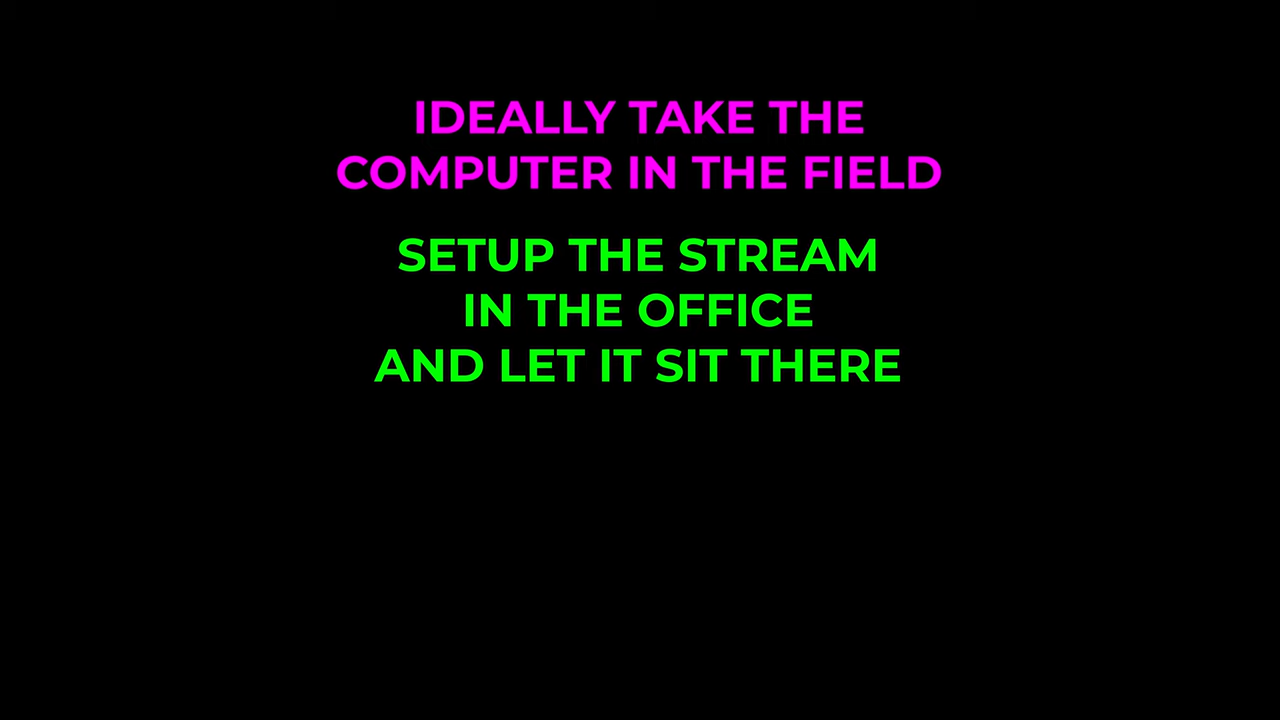 IDEALLY TAKE THE
COMPUTER IN THE FIELD
SETUP THE STREAM
IN THE OFFICE
AND LET IT SIT THERE